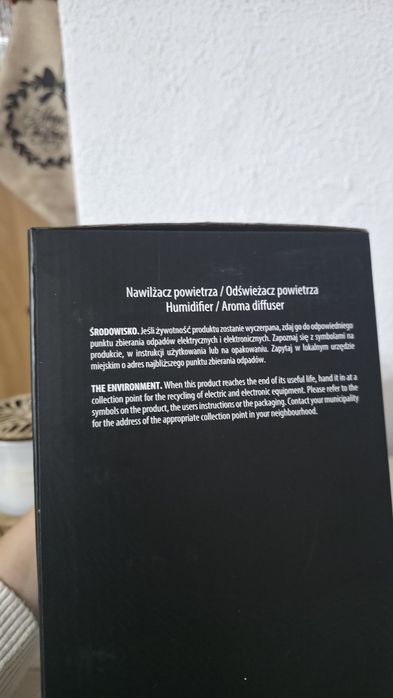 Nawilżacz powietrza / Odświeżacz powietrza
Humidifier / Aroma diffuser
ŚRODOWISKO. Jeśli żywotność produktu zostanie wyczerpana, zdaj go do odpowiedniego
punktu zbierania odpadów elektrycznych i elektronicznych. Zapoznaj się z symbolami na
produkcie, w instrukcji użytkowania lub na opakowaniu. Zapytaj w lokalnym urzędzie
miejskim o adres najbliższego punktu zbierania odpadów.
THE ENVIRONMENT. When this product reaches the end of its useful life, hand it in at a
collection point for the recycling of electric and electronic equipment. Please refer to the
symbols on the product, the users instructions or the packaging. Contact your municipality
for the address of the appropriate collection point in your neighbourhood.